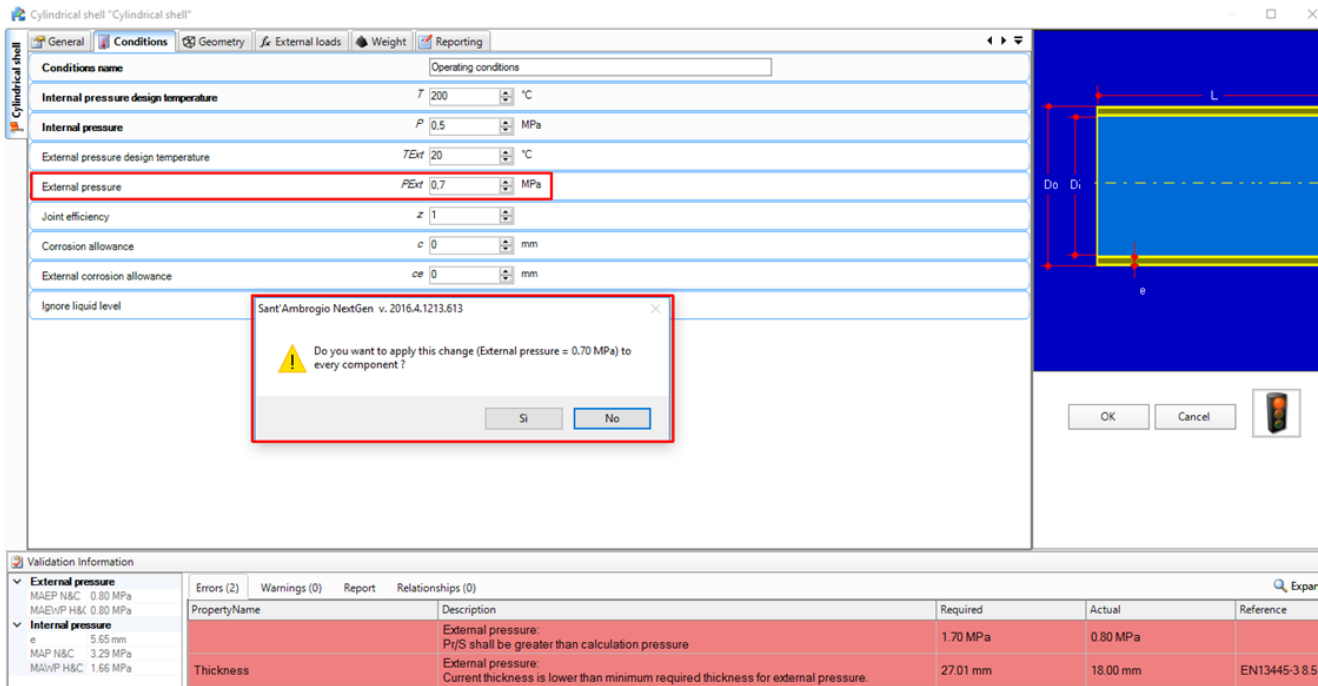 Cylindrical shell "Cylindrical shell"
Cylindrical shell
General Conditions Geometry fx External loads Weight Reporting
Conditions name Operating conditions
Internal pressure design temperature T 200 °C
Internal pressure P 0,5 MPa
External pressure design temperature TExt 20 °C
External pressure PExt 0,7 MPa
Joint efficiency z 1
Corrosion allowance c 0 mm
External corrosion allowance ce 0 mm
Ignore liquid level
Sant'Ambrogio NextGen v. 2016.4.1213.613
Do you want to apply this change (External pressure = 0.70 MPa) to
every component ?
Sì No
L
Do Di
e
OK Cancel
Validation Information
External pressure
MAEP N&C 0.80 MPa
MAEWP H&C 0.80 MPa
Internal pressure
e 5.65 mm
MAP N&C 3.29 MPa
MAWP H&C 1.66 MPa
Errors (2) Warnings (0) Report Relationships (0) Expan
PropertyName Description Required Actual Reference
External pressure:
Pr/S shall be greater than calculation pressure 1.70 MPa 0.80 MPa
Thickness External pressure:
Current thickness is lower than minimum required thickness for external pressure. 27.01 mm 18.00 mm EN13445-3 8.5